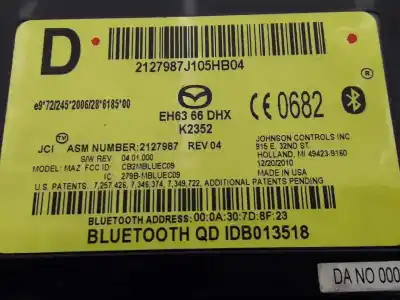 D
2127987J105HB04
e9*72/245*2006/28*6185*00
EH63 66 DHX
K2352
CE 0682
®
JCI TM ASM NUMBER: 2127987 REV 04
S/W REV 04.01.000
MODEL: MAZ FCC ID CB2MBLUEC09
IC 279B-MBLUEC09
JOHNSON CONTROLS INC
915 E. 32ND ST.
HOLLAND, MI 49423-9160
12/20/2010
MADE IN USA
U.S. PATENTS. 7,257,426, 7,346,374, 7,349,722, ADDITIONAL PATENTS PENDING
BLUETOOTH ADDRESS: 00:0A:30:7D:8F:23
BLUETOOTH QD IDB013518
DA NO 000